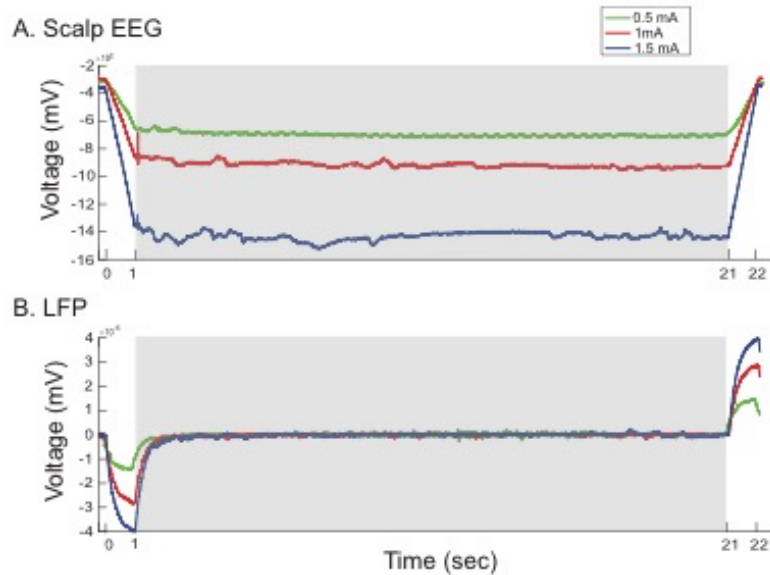 A. Scalp EEG
0.5 mA
1mA
1.5 mA
-2
-4
-6
-8
-10
-12
-14
-16
Voltage (mV)
0 1 21 22
B. LFP
4
3
2
1
0
-1
-2
-3
-4
Voltage (mV)
0 1 21 22
Time (sec)